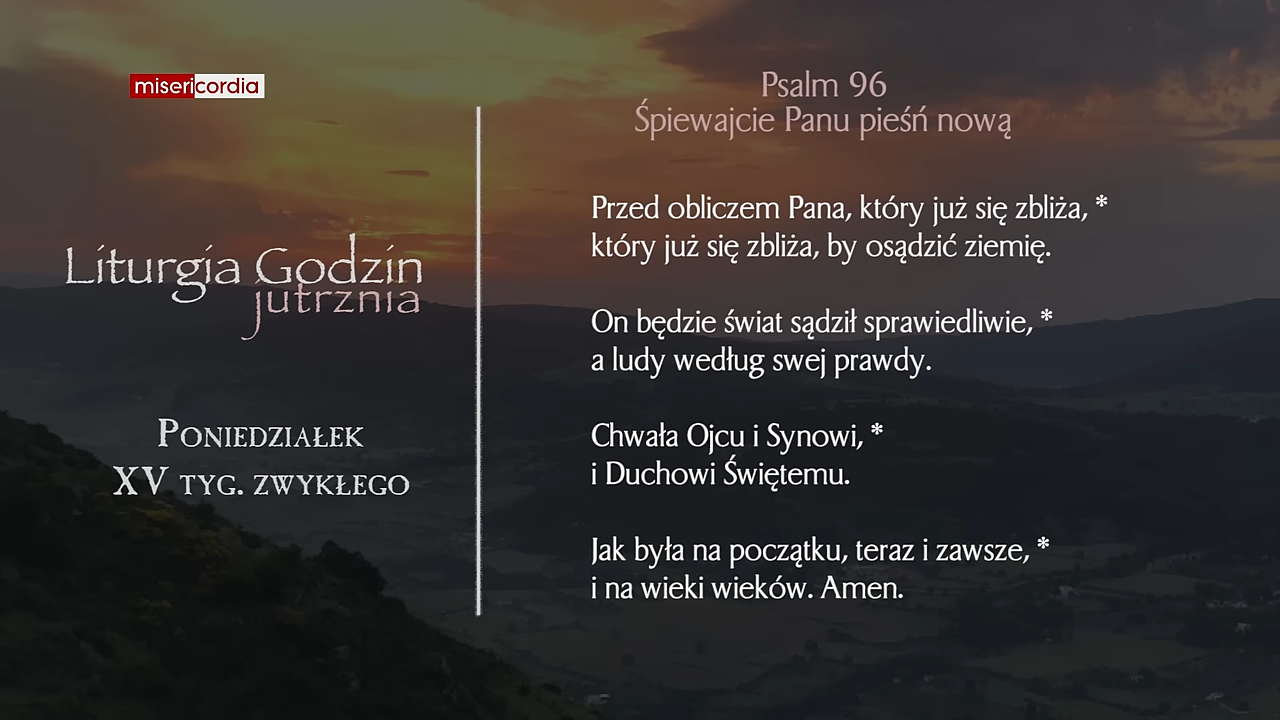 misericordia
Liturgia Godzin
jutrznia
Poniedziałek
XV tyg. zwykłego
Psalm 96
Śpiewajcie Panu pieśń nową
Przed obliczem Pana, który już się zbliża, *
który już się zbliża, by osądzić ziemię.
On będzie świat sądził sprawiedliwie, *
a ludy według swej prawdy.
Chwała Ojcu i Synowi, *
i Duchowi Świętemu.
Jak była na początku, teraz i zawsze, *
i na wieki wieków. Amen.